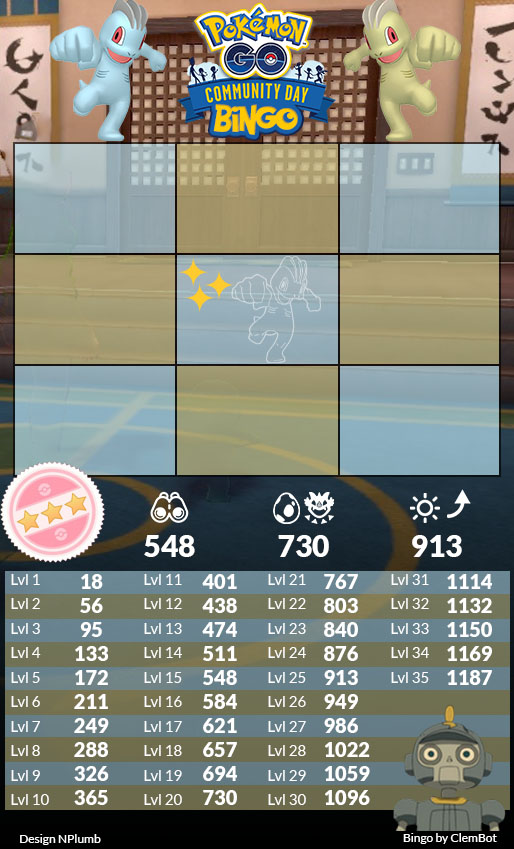 POKÉMON
GO
COMMUNITY DAY
BINGO
548 730 913
Lvl 1 18 Lvl 11 401 Lvl 21 767 Lvl 31 1114
Lvl 2 56 Lvl 12 438 Lvl 22 803 Lvl 32 1132
Lvl 3 95 Lvl 13 474 Lvl 23 840 Lvl 33 1150
Lvl 4 133 Lvl 14 511 Lvl 24 876 Lvl 34 1169
Lvl 5 172 Lvl 15 548 Lvl 25 913 Lvl 35 1187
Lvl 6 211 Lvl 16 584 Lvl 26 949
Lvl 7 249 Lvl 17 621 Lvl 27 986
Lvl 8 288 Lvl 18 657 Lvl 28 1022
Lvl 9 326 Lvl 19 694 Lvl 29 1059
Lvl 10 365 Lvl 20 730 Lvl 30 1096
Design NPlumb Bingo by ClemBot